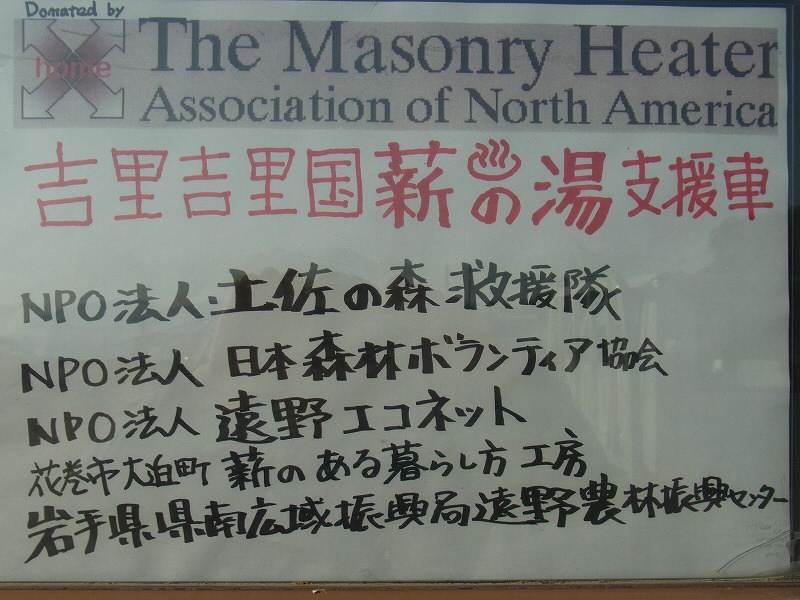 Donated by
home
The Masonry Heater
Association of North America
吉里吉里国薪♨の湯支援車
NPO法人・土佐の森救援隊
NPO法人 日本森林ボランティア協会
NPO法人 遠野エコネット
花巻市大迫町 薪のある暮らし方工房
岩手県県南広域振興局遠野農林振興センター